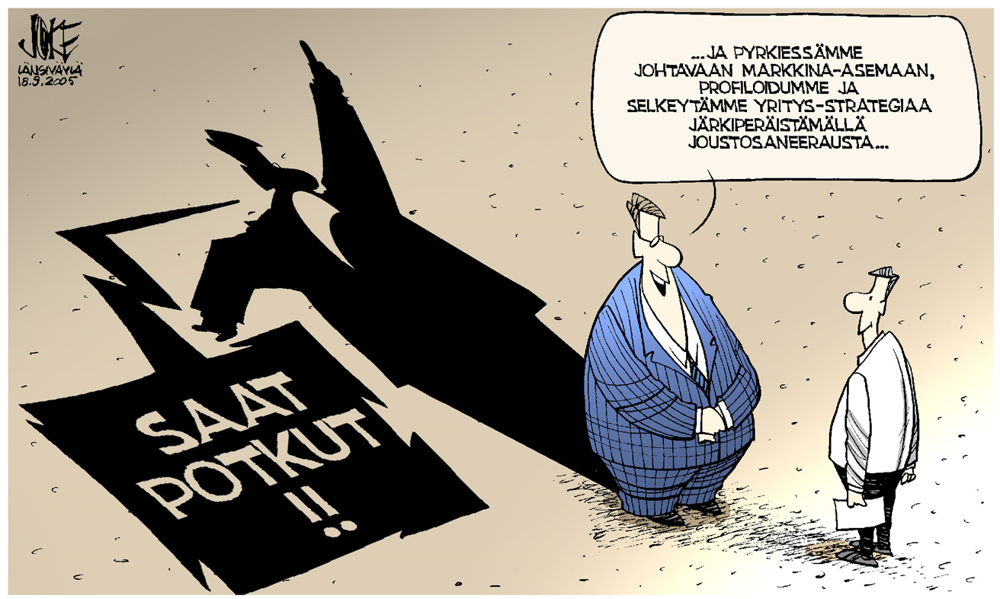 JOKE
LÄNSIVÄYLÄ
18.9.2005
...JA PYRKIESSÄMME
JOHTAVAAN MARKKINA-ASEMAAN,
PROFILOIDUMME JA
SELKEYTÄMME YRITYS-STRATEGIAA
JÄRKIPERÄISTÄMÄLLÄ
JOUSTOSANEERAUSTA...
SAAT
POTKUT
!!